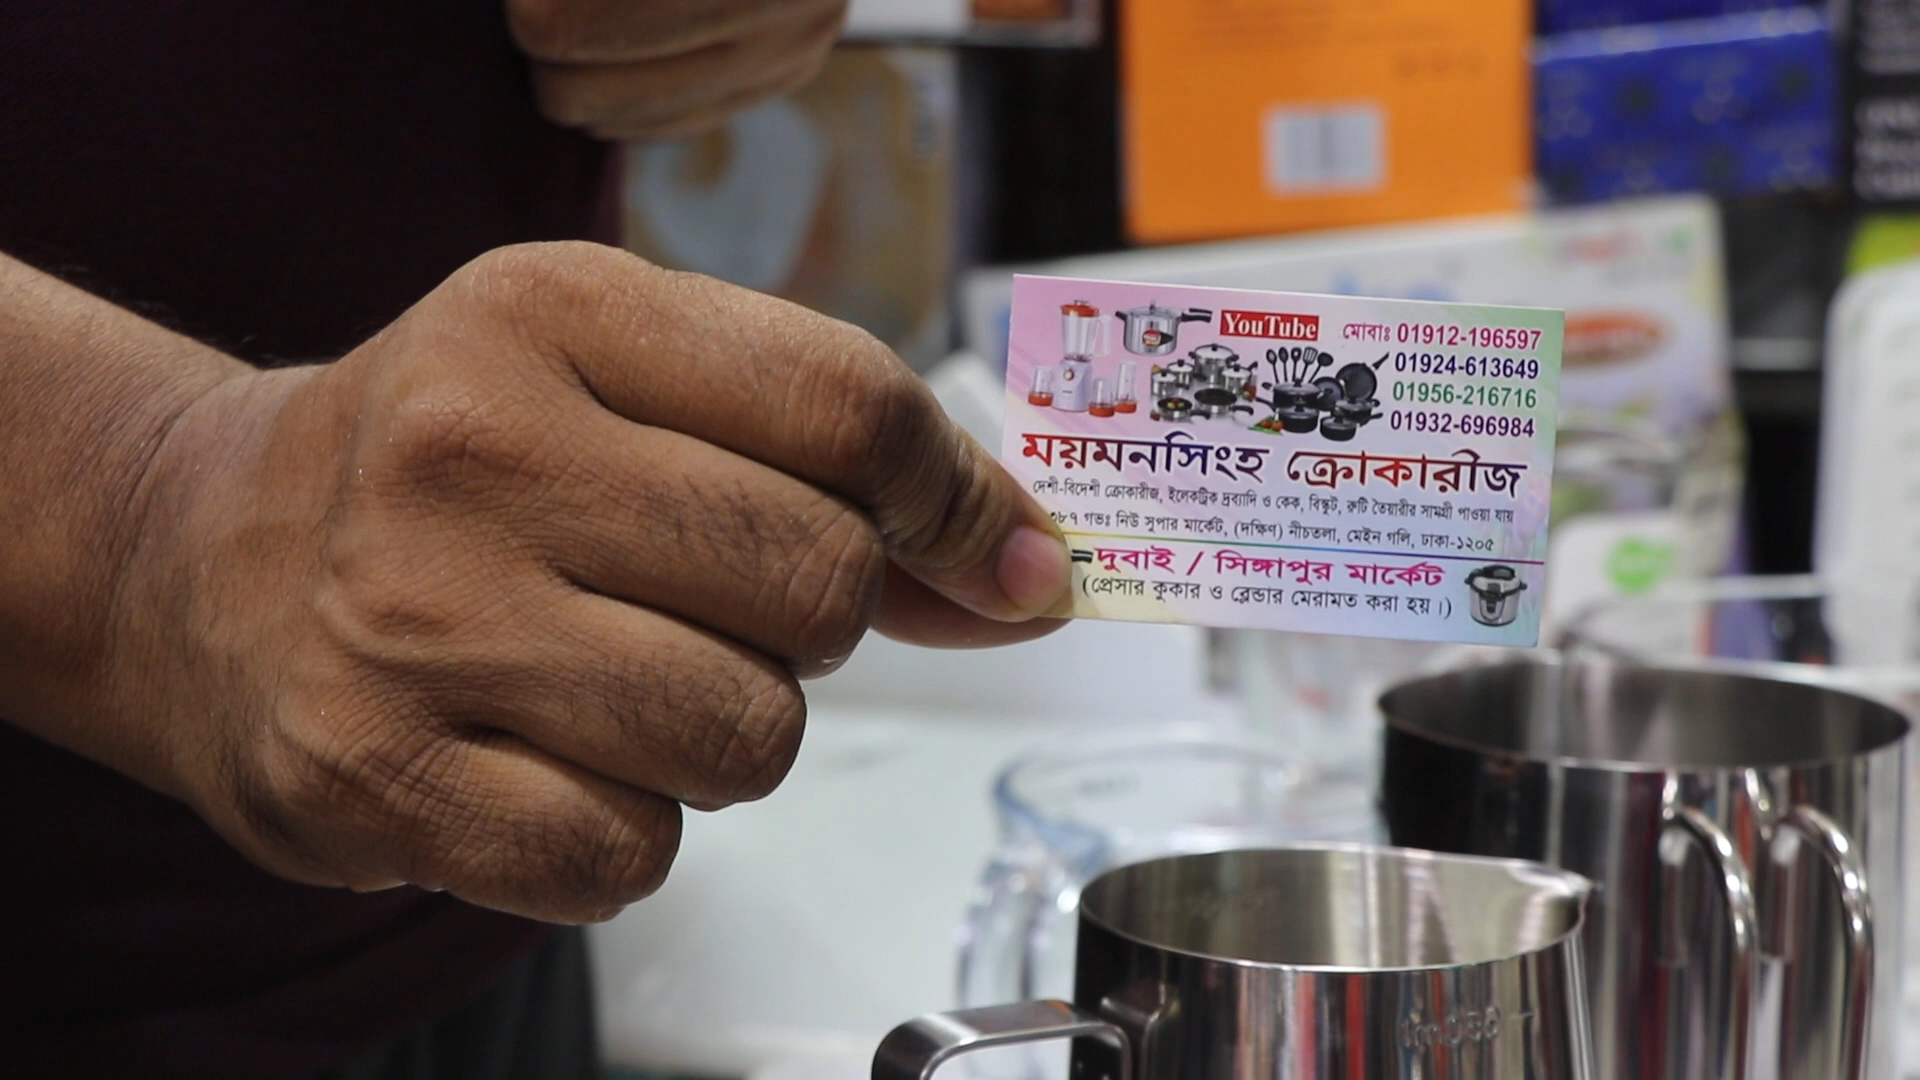 YouTube মোবাঃ 01912-196597
01924-613649
01956-216716
01932-696984
ময়মনসিংহ ক্রোকারীজ
দেশী-বিদেশী ক্রোকারীজ, ইলেকট্রিক দ্রব্যাদি ও কেক, বিস্কুট, রুটি তৈয়ারীর সামগ্রী পাওয়া যায়
৩৮৭ গভঃ নিউ সুপার মার্কেট, (দক্ষিণ) নীচতলা, মেইন গলি, ঢাকা-১২০৫
দুবাই / সিঙ্গাপুর মার্কেট
(প্রেসার কুকার ও ব্লেন্ডার মেরামত করা হয়।)